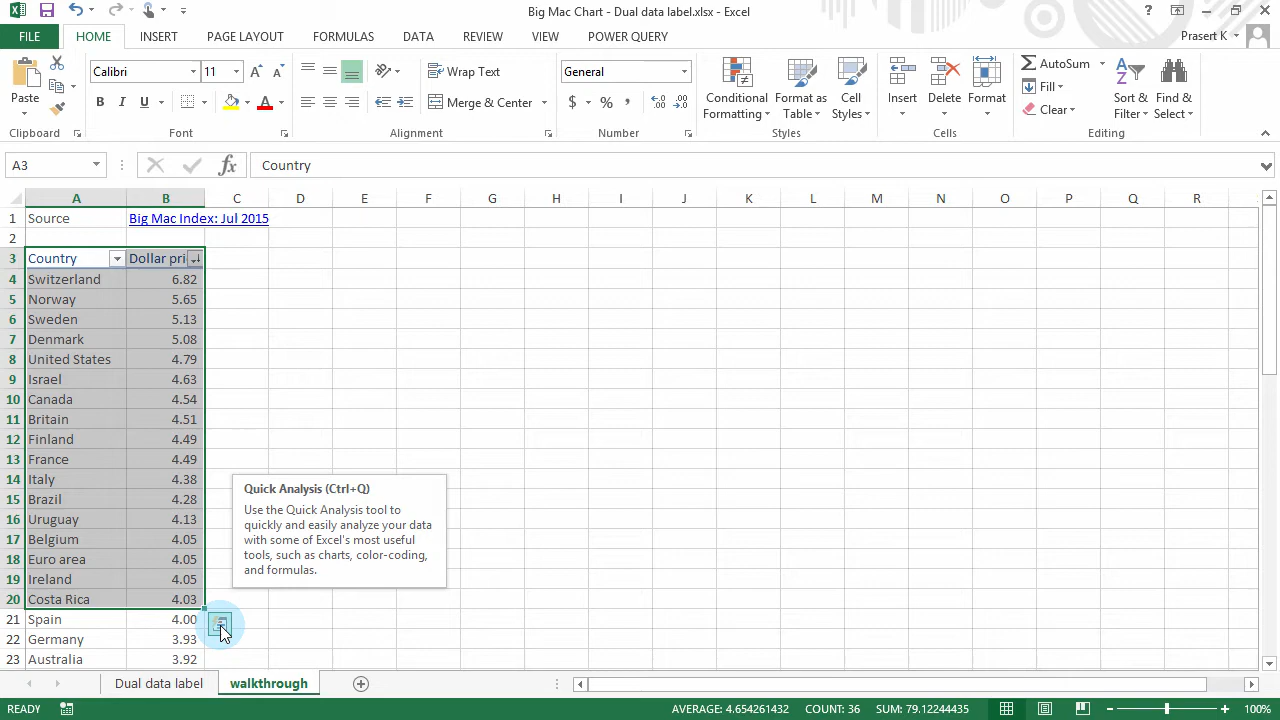 Big Mac Chart - Dual data label.xlsx - Excel
FILE HOME INSERT PAGE LAYOUT FORMULAS DATA REVIEW VIEW POWER QUERY Prasert K
Calibri 11 Wrap Text General AutoSum
Paste Conditional Formatting Format as Table Cell Styles Insert Delete Format Fill Sort & Filter Find & Select
B I U A Merge & Center $ % , Clear
Clipboard Font Alignment Number Styles Cells Editing
A3 fx Country
A B C D E F G H I J K L M N O P Q R
1 Source Big Mac Index: Jul 2015
2
3 Country Dollar pri
4 Switzerland 6.82
5 Norway 5.65
6 Sweden 5.13
7 Denmark 5.08
8 United States 4.79
9 Israel 4.63
10 Canada 4.54
11 Britain 4.51
12 Finland 4.49
13 France 4.49
14 Italy 4.38
15 Brazil 4.28
16 Uruguay 4.13
17 Belgium 4.05
18 Euro area 4.05
19 Ireland 4.05
20 Costa Rica 4.03
21 Spain 4.00
22 Germany 3.93
23 Australia 3.92
Quick Analysis (Ctrl+Q)
Use the Quick Analysis tool to
quickly and easily analyze your data
with some of Excel's most useful
tools, such as charts, color-coding,
and formulas.
Dual data label walkthrough
READY AVERAGE: 4.654261432 COUNT: 36 SUM: 79.12244435 100%